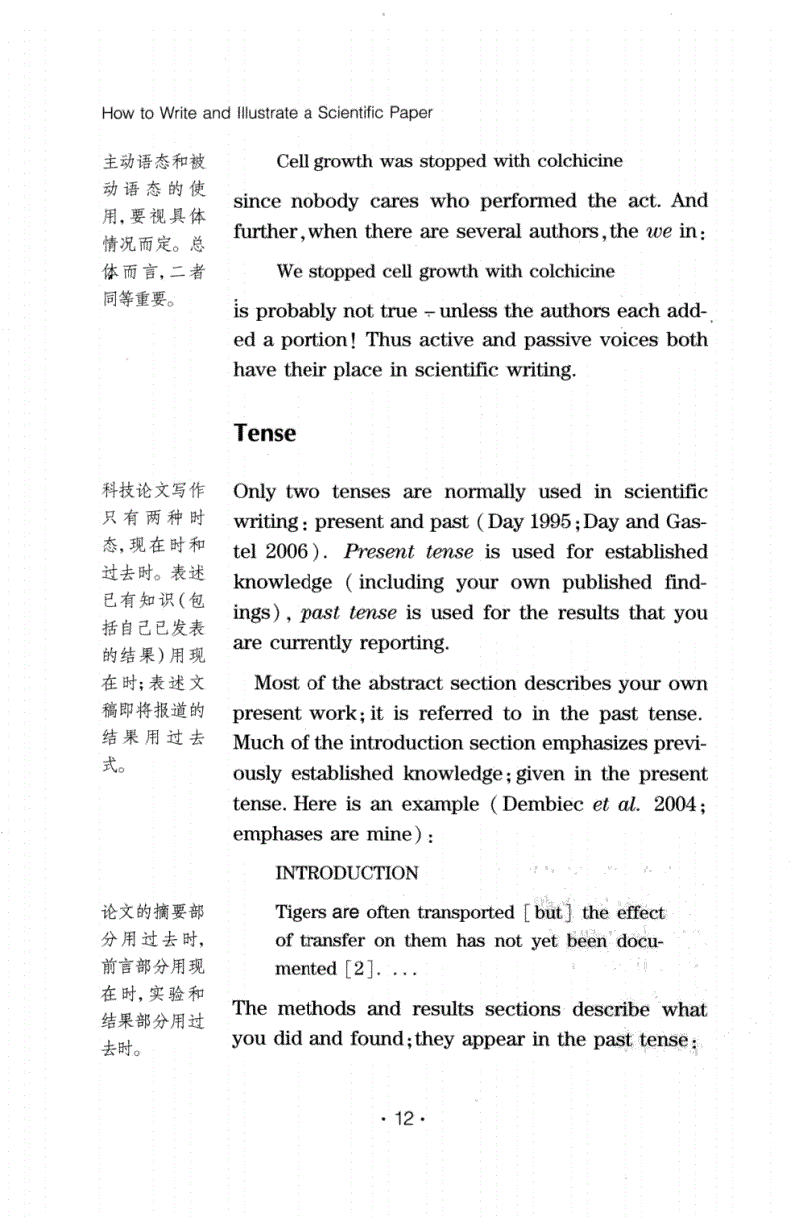 How to Write and Illustrate a Scientific Paper
主动语态和被
动语态的使
用,要视具体
情况而定。总
体而言,二者
同等重要。
Cell growth was stopped with colchicine
since nobody cares who performed the act. And
further,when there are several authors,the we in:
We stopped cell growth with colchicine
is probably not true – unless the authors each add-
ed a portion! Thus active and passive voices both
have their place in scientific writing.
Tense
科技论文写作
只有两种时
态,现在时和
过去时。表述
已有知识(包
括自己已发表
的结果)用现
在时;表述文
稿即将报道的
结果用过去
式。
Only two tenses are normally used in scientific
writing: present and past (Day 1995;Day and Gas-
tel 2006). Present tense is used for established
knowledge (including your own published find-
ings), past tense is used for the results that you
are currently reporting.
Most of the abstract section describes your own
present work;it is referred to in the past tense.
Much of the introduction section emphasizes previ-
ously established knowledge;given in the present
tense. Here is an example (Dembiec et al. 2004;
emphases are mine):
INTRODUCTION
论文的摘要部
分用过去时,
前言部分用现
在时,实验和
结果部分用过
去时。
Tigers are often transported [but] the effect
of transfer on them has not yet been docu-
mented [2]. ...
The methods and results sections describe what
you did and found;they appear in the past tense:
· 12 ·